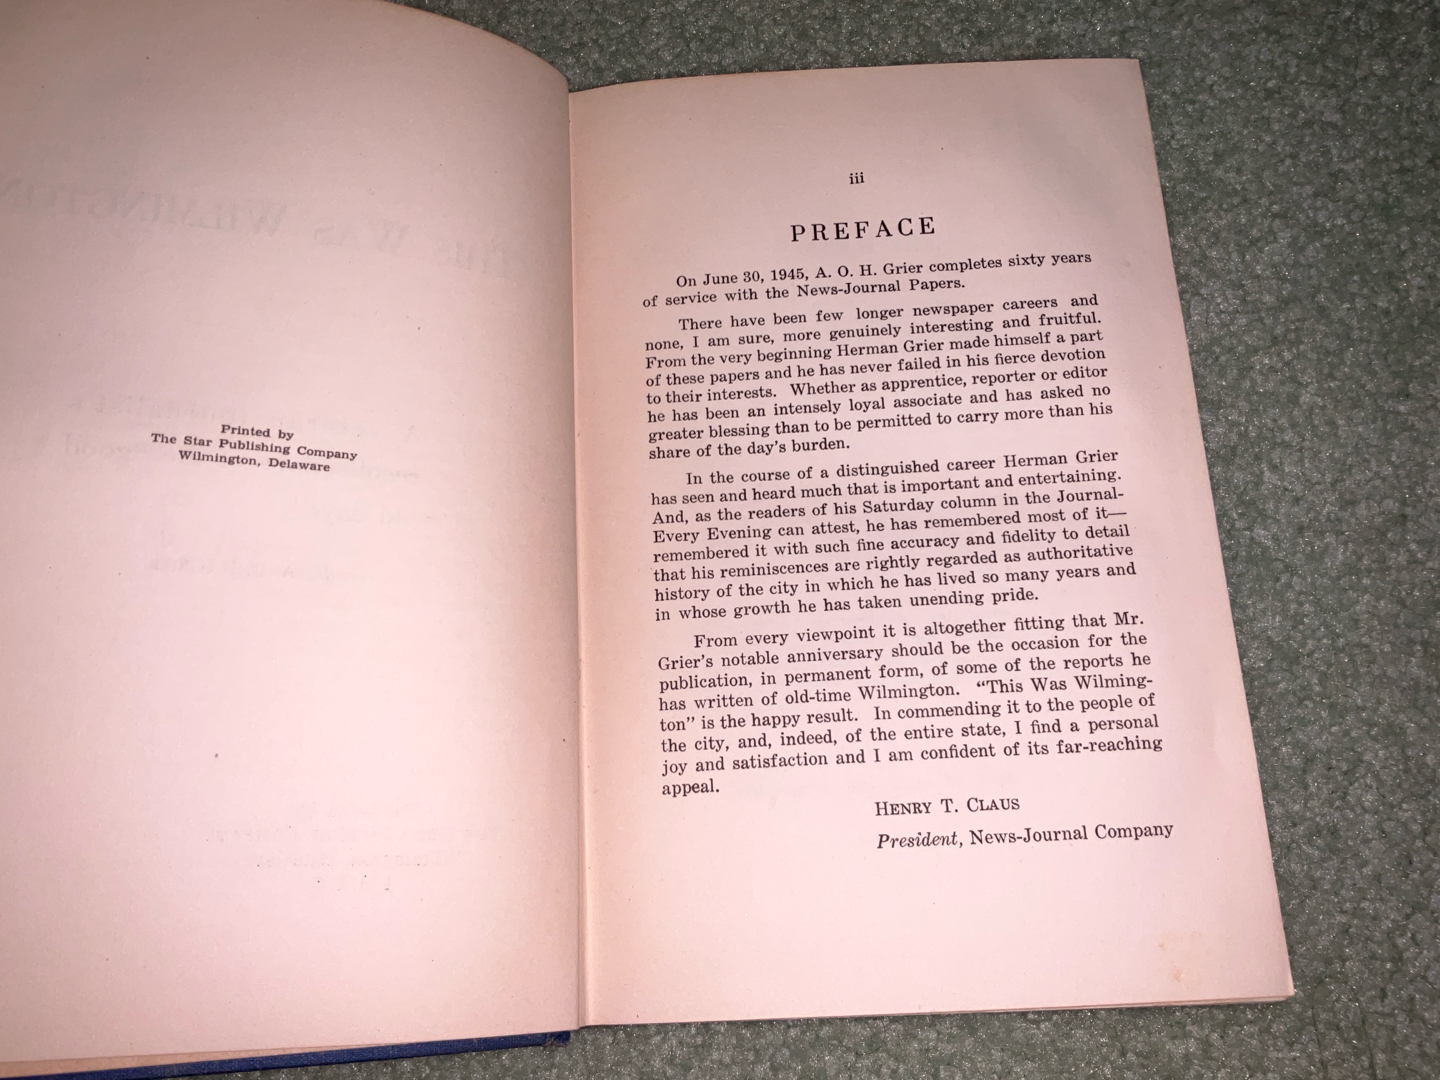 Printed by
The Star Publishing Company
Wilmington, Delaware
iii
PREFACE
On June 30, 1945, A. O. H. Grier completes sixty years
of service with the News-Journal Papers.
There have been few longer newspaper careers and
none, I am sure, more genuinely interesting and fruitful.
From the very beginning Herman Grier made himself a part
of these papers and he has never failed in his fierce devotion
to their interests. Whether as apprentice, reporter or editor
he has been an intensely loyal associate and has asked no
greater blessing than to be permitted to carry more than his
share of the day's burden.
In the course of a distinguished career Herman Grier
has seen and heard much that is important and entertaining.
And, as the readers of his Saturday column in the Journal-
Every Evening can attest, he has remembered most of it—
remembered it with such fine accuracy and fidelity to detail
that his reminiscences are rightly regarded as authoritative
history of the city in which he has lived so many years and
in whose growth he has taken unending pride.
From every viewpoint it is altogether fitting that Mr.
Grier's notable anniversary should be the occasion for the
publication, in permanent form, of some of the reports he
has written of old-time Wilmington. “This Was Wilming-
ton” is the happy result. In commending it to the people of
the city, and, indeed, of the entire state, I find a personal
joy and satisfaction and I am confident of its far-reaching
appeal.
HENRY T. CLAUS
President, News-Journal Company